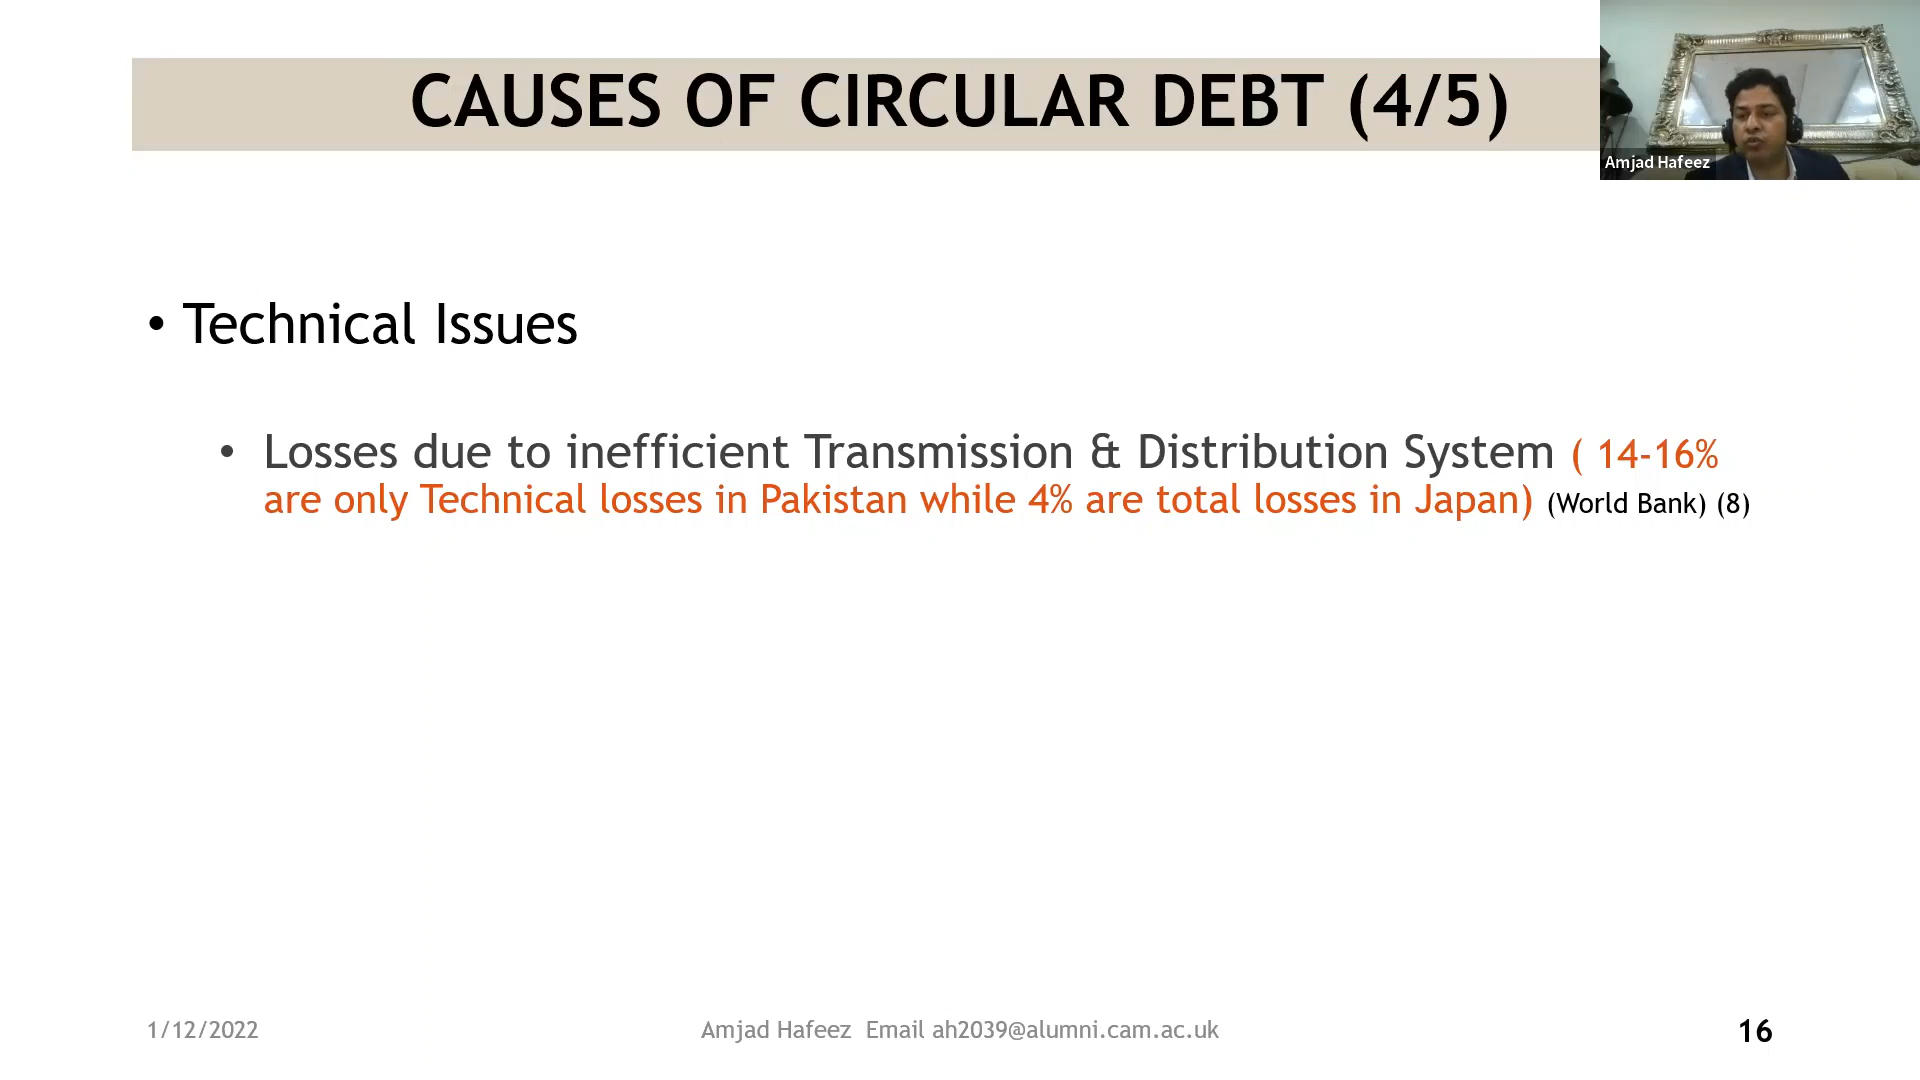 CAUSES OF CIRCULAR DEBT (4/5)
Amjad Hafeez
• Technical Issues
• Losses due to inefficient Transmission & Distribution System ( 14-16%
are only Technical losses in Pakistan while 4% are total losses in Japan) (World Bank) (8)
1/12/2022
Amjad Hafeez Email ah2039@alumni.cam.ac.uk
16